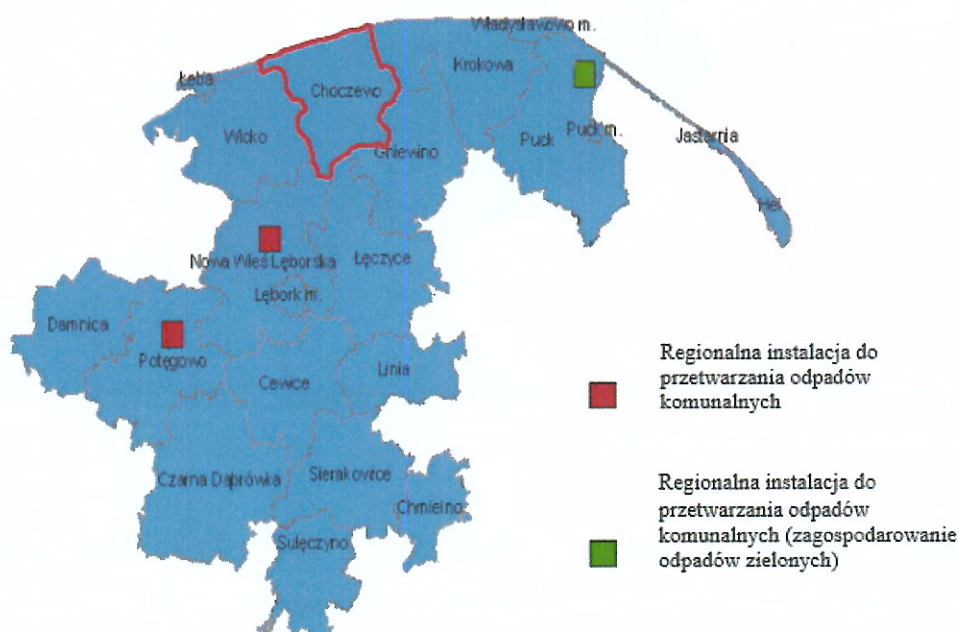 Władysławowo m.
Krokowa
Łeba
Choczewo
Wicko
Puck m.
Puck
Jastarnia
Gniewino
Hel
Nowa Wieś Lęborska
Łęczyce
Lębork m.
Damnica
Potęgowo
Cewice
Linia
Regionalna instalacja do
przetwarzania odpadów
komunalnych
Czarna Dąbrówka
Sierakowice
Chmielno
Sulęczyno
Regionalna instalacja do
przetwarzania odpadów
komunalnych (zagospodarowanie
odpadów zielonych)